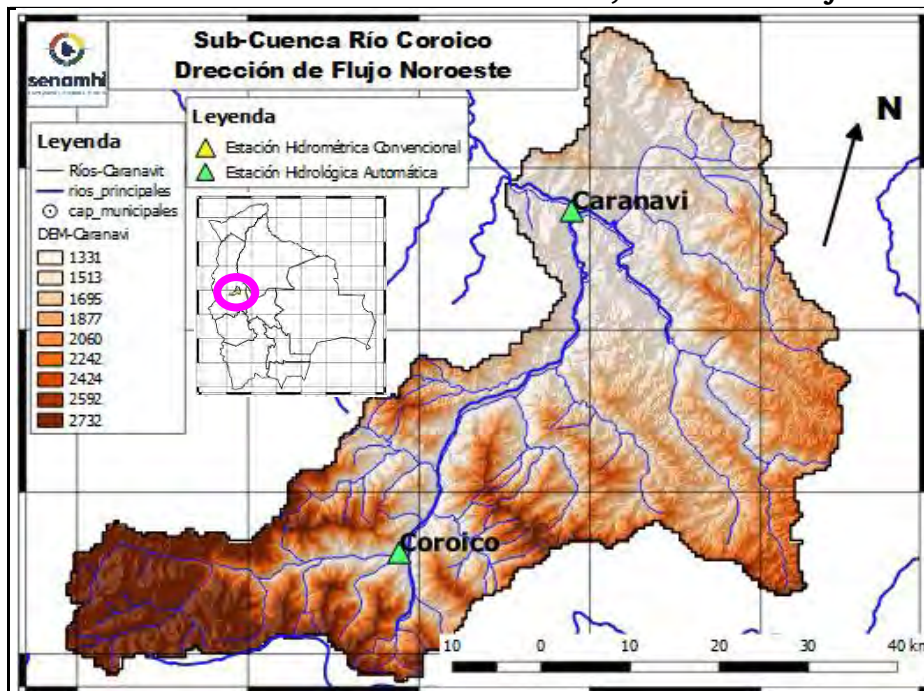 Sub-Cuenca Río Coroico
Drección de Flujo Noroeste
senamhi
Leyenda
Estación Hidrométrica Convencional
Estación Hidrológica Automática
Leyenda
Ríos-Caranavit
rios_principales
cap_municipales
DEM-Caranavi
1331
1513
1695
1877
2060
2242
2424
2592
2732
N
Caranavi
Coroico
10 0 10 20 30 40 km